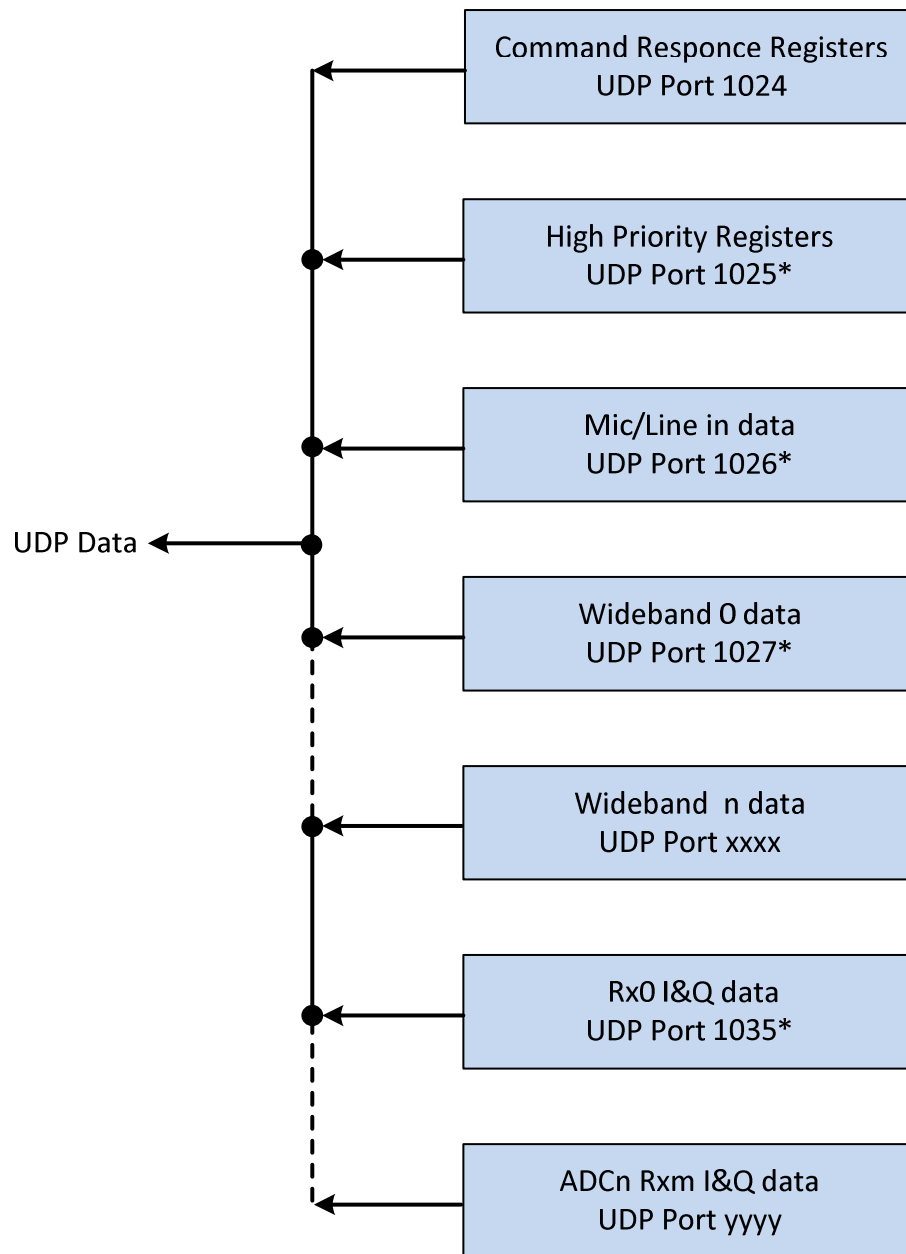 Command Responce Registers
UDP Port 1024
High Priority Registers
UDP Port 1025*
Mic/Line in data
UDP Port 1026*
UDP Data
Wideband 0 data
UDP Port 1027*
Wideband n data
UDP Port xxxx
Rx0 I&Q data
UDP Port 1035*
ADCn Rxm I&Q data
UDP Port yyyy